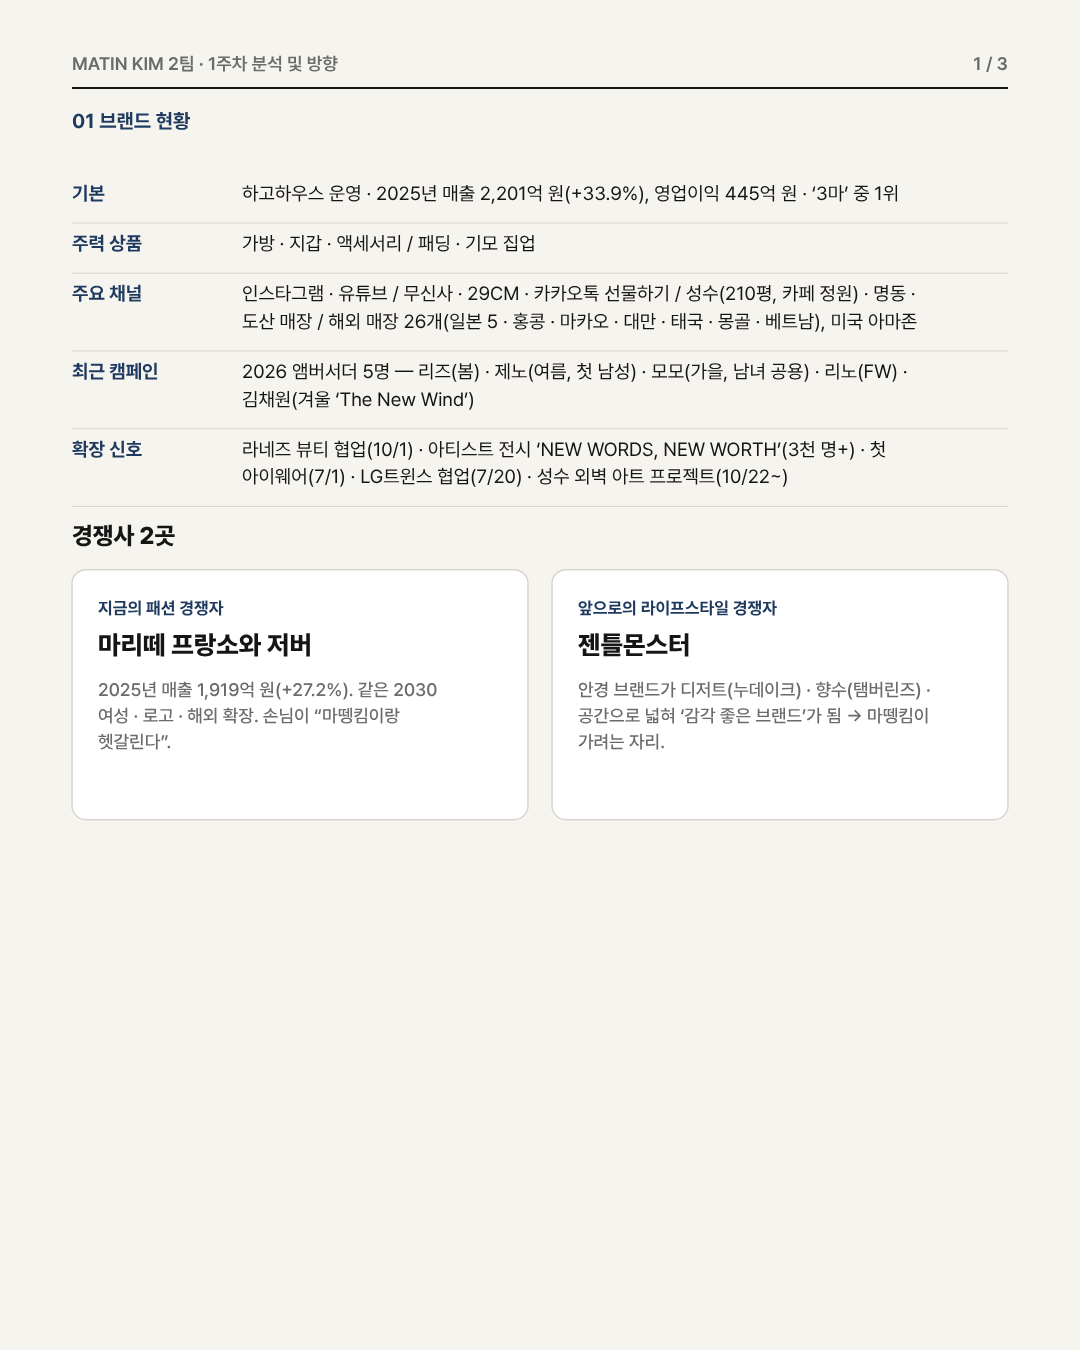 MATIN KIM 2팀 · 1주차 분석 및 방향
1 / 3
01 브랜드 현황
기본
하고하우스 운영 · 2025년 매출 2,201억 원(+33.9%), 영업이익 445억 원 · ‘3마’ 중 1위
주력 상품
가방 · 지갑 · 액세서리 / 패딩 · 기모 집업
주요 채널
인스타그램 · 유튜브 / 무신사 · 29CM · 카카오톡 선물하기 / 성수(210평, 카페 정원) · 명동 ·
도산 매장 / 해외 매장 26개(일본 5 · 홍콩 · 마카오 · 대만 · 태국 · 몽골 · 베트남), 미국 아마존
최근 캠페인
2026 앰버서더 5명 — 리즈(봄) · 제노(여름, 첫 남성) · 모모(가을, 남녀 공용) · 리노(FW) ·
김채원(겨울 ‘The New Wind’)
확장 신호
라네즈 뷰티 협업(10/1) · 아티스트 전시 ‘NEW WORDS, NEW WORTH’(3천 명+) · 첫
아이웨어(7/1) · LG트윈스 협업(7/20) · 성수 외벽 아트 프로젝트(10/22~)
경쟁사 2곳
지금의 패션 경쟁자
마리떼 프랑소와 저버
2025년 매출 1,919억 원(+27.2%). 같은 2030
여성 · 로고 · 해외 확장. 손님이 “마뗑킴이랑
헷갈린다”.
앞으로의 라이프스타일 경쟁자
젠틀몬스터
안경 브랜드가 디저트(누데이크) · 향수(탬버린즈) ·
공간으로 넓혀 ‘감각 좋은 브랜드’가 됨 → 마뗑킴이
가려는 자리.